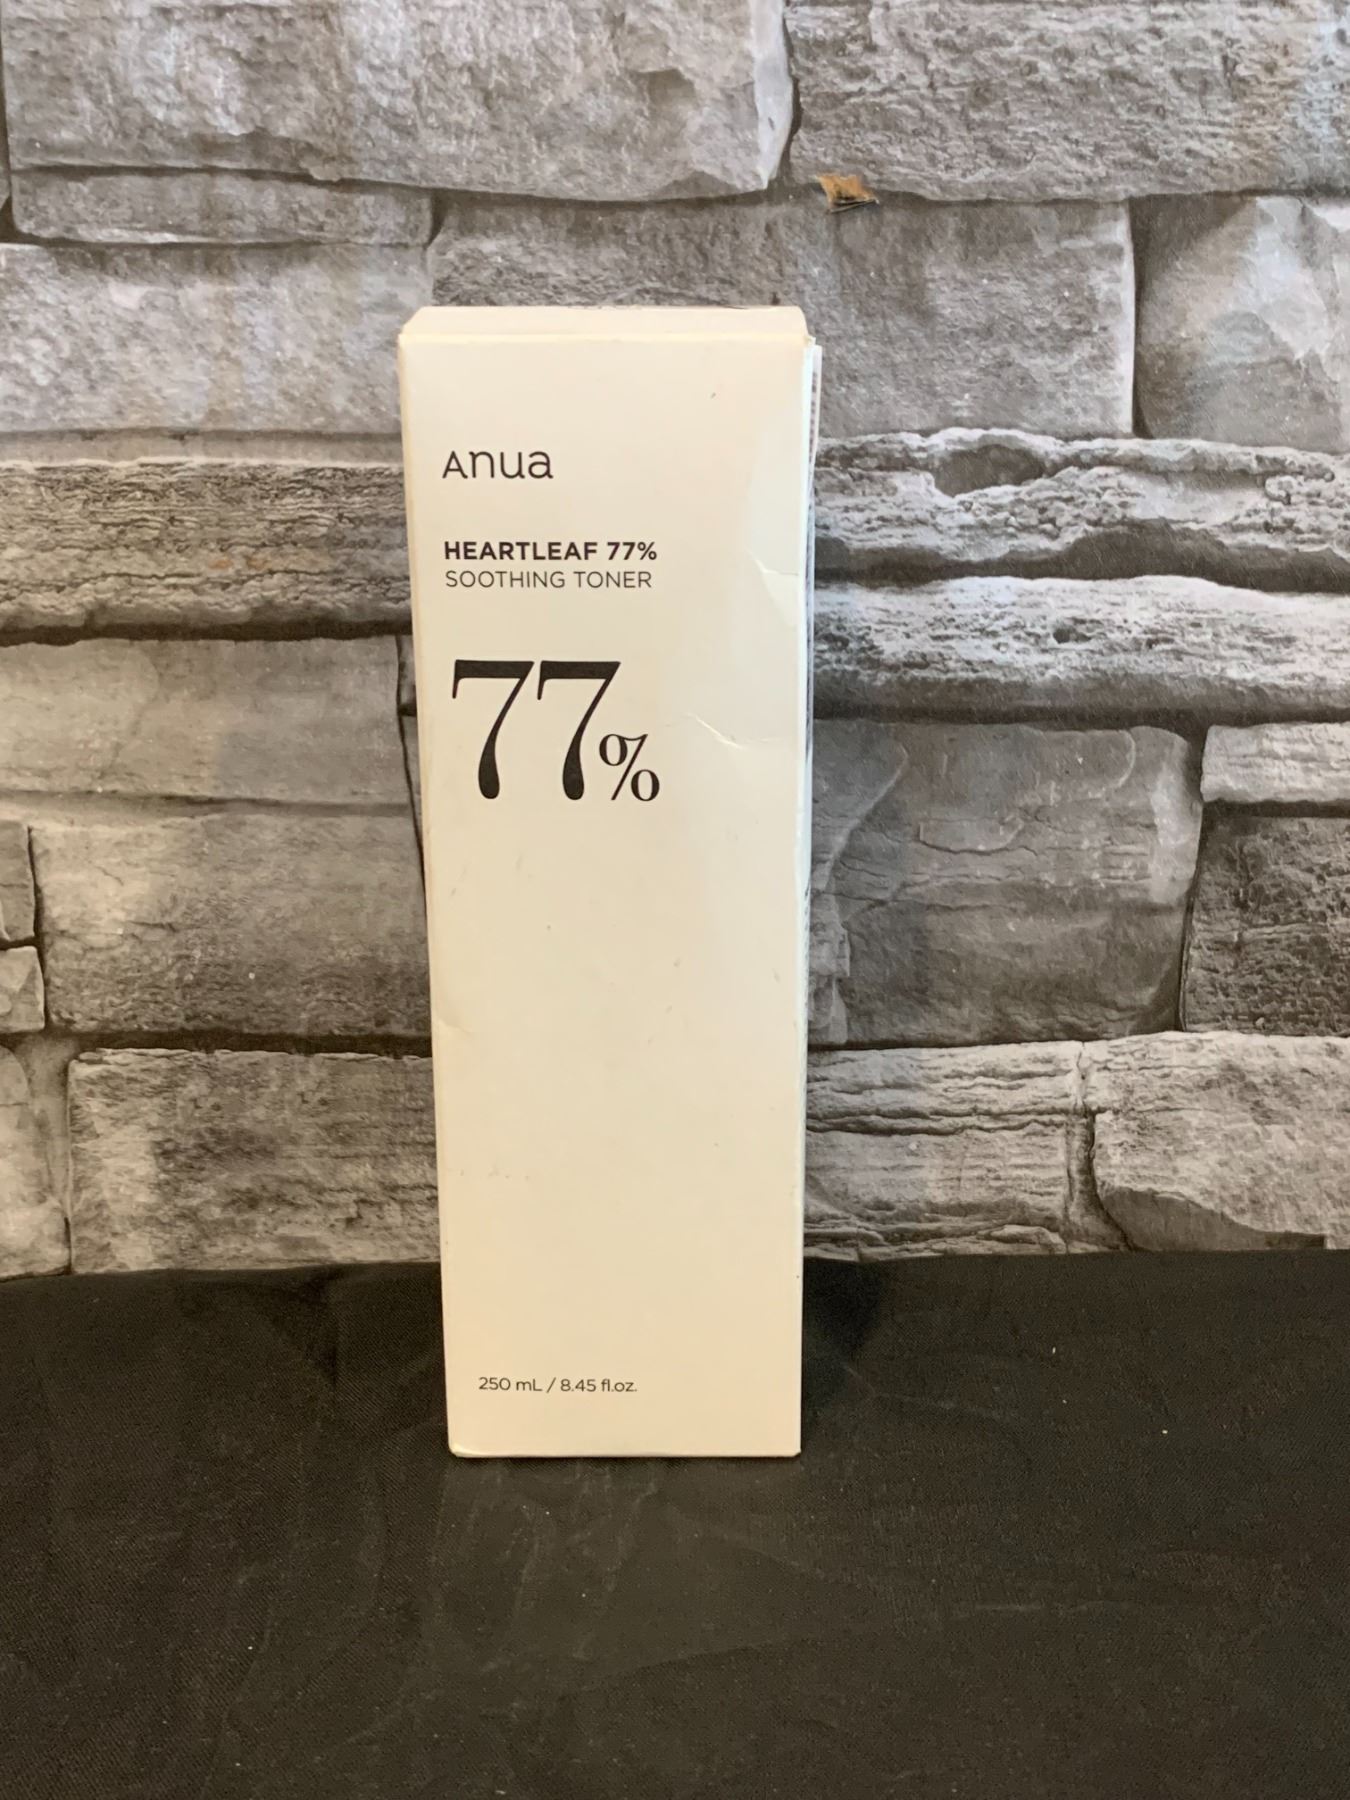 Anua
HEARTLEAF 77%
SOOTHING TONER
77%
250 mL / 8.45 fl.oz.